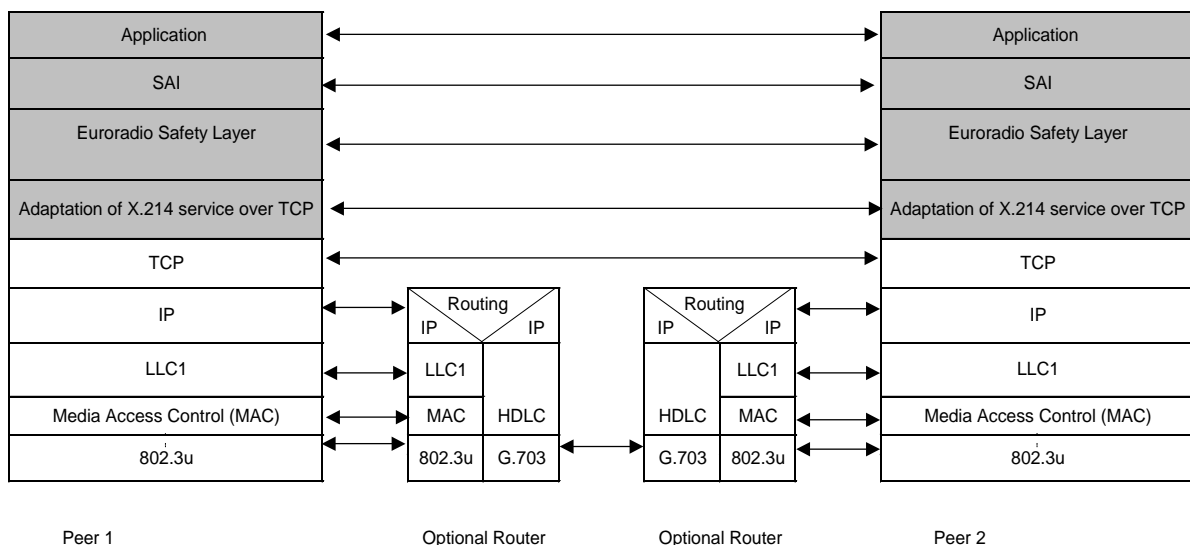 Application
Application
SAI
SAI
Euroradio Safety Layer
Euroradio Safety Layer
Adaptation of X.214 service over TCP
Adaptation of X.214 service over TCP
TCP
TCP
IP
Routing
IP IP
Routing
IP IP
IP
LLC1
LLC1
LLC1
LLC1
Media Access Control (MAC)
MAC HDLC
HDLC MAC
Media Access Control (MAC)
802.3u
802.3u G.703
G.703 802.3u
802.3u
Peer 1
Optional Router
Optional Router
Peer 2